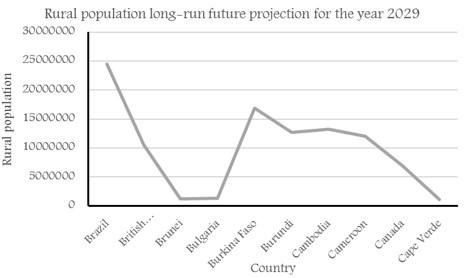 Rural population long-run future projection for the year 2029
30000000
25000000
20000000
15000000
10000000
5000000
0
Rural population
Brazil
British...
Brunei
Bulgaria
Burkina Faso
Burundi
Cambodia
Cameroon
Canada
Cape Verde
Country